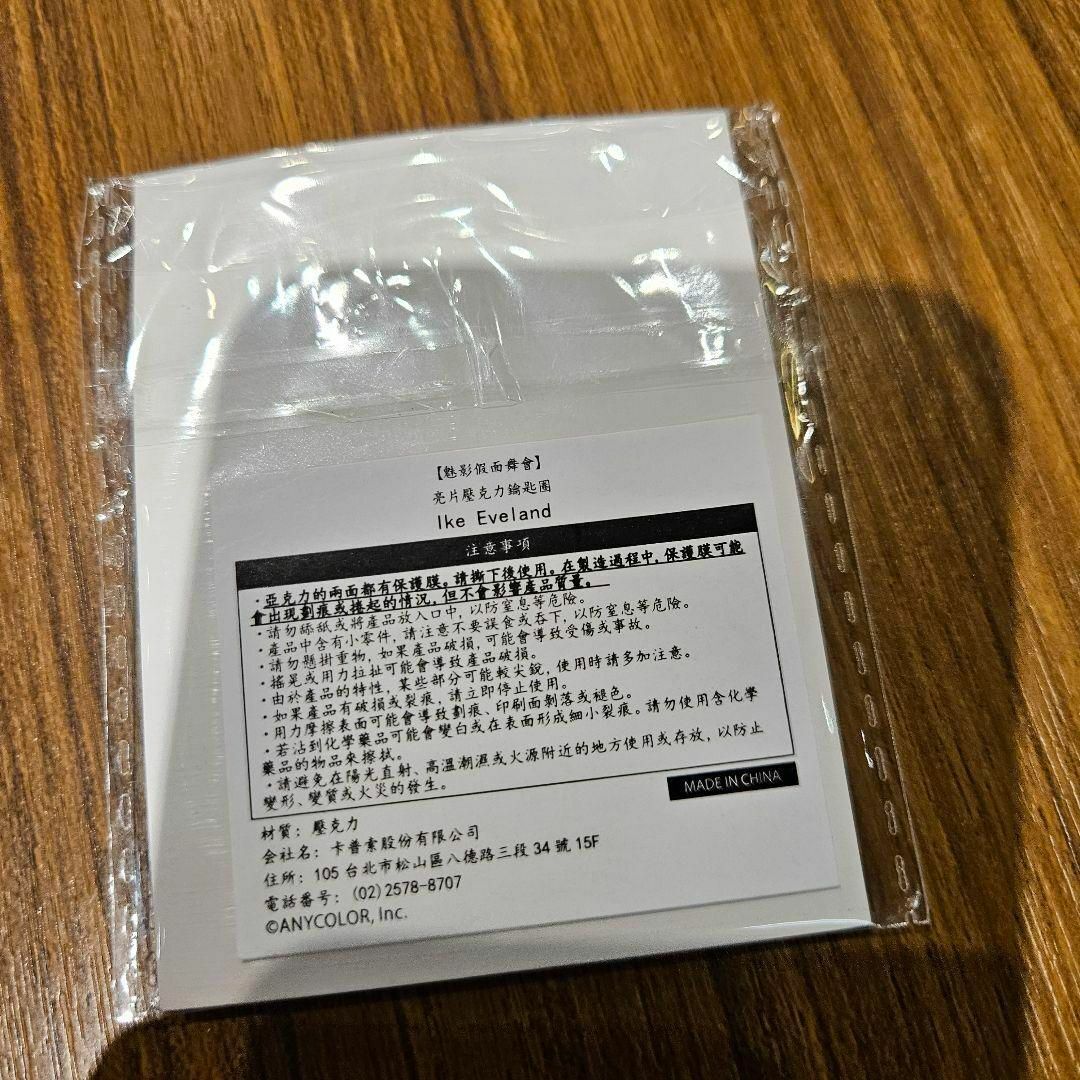 【魅影假面舞會】
亮片壓克力鑰匙圈
Ike Eveland
注意事項
・亞克力的兩面都有保護膜。請撕下後使用。在製造過程中，保護膜可能
會出現劃痕或捲起的情況，但不會影響產品質量。
・請勿舔舐或將產品放入口中，以防窒息等危險。
・產品中含有小零件，請注意不要誤食或吞下，以防窒息等危險。
・請勿懸掛重物，如果產品破損，可能會導致受傷或事故。
・搖晃或用力拉扯可能會導致產品破損。
・由於產品的特性，某些部分可能較尖銳，使用時請多加注意。
・如果產品有破損或裂痕，請立即停止使用。
・用力摩擦表面可能會導致劃痕、印刷面剝落或褪色。
・若沾到化學藥品可能會變白或在表面形成細小裂痕。請勿使用含化學
藥品的物品來擦拭。
・請避免在陽光直射、高溫潮濕或火源附近的地方使用或存放，以防止
變形、變質或火災的發生。
MADE IN CHINA
材質：壓克力
会社名：卡普索股份有限公司
住所：105 台北市松山區八德路三段 34 號 15F
電話番号：(02)2578-8707
©ANYCOLOR, Inc.